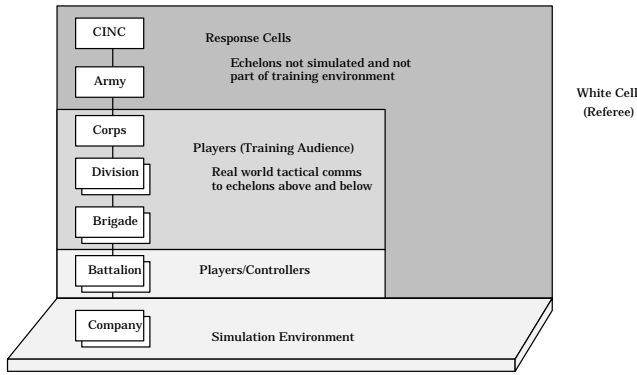 CINC
Response Cells
Echelons not simulated and not
part of training environment
Army
White Cell
(Referee)
Corps
Players (Training Audience)
Division
Real world tactical comms
to echelons above and below
Brigade
Battalion
Players/Controllers
Company
Simulation Environment